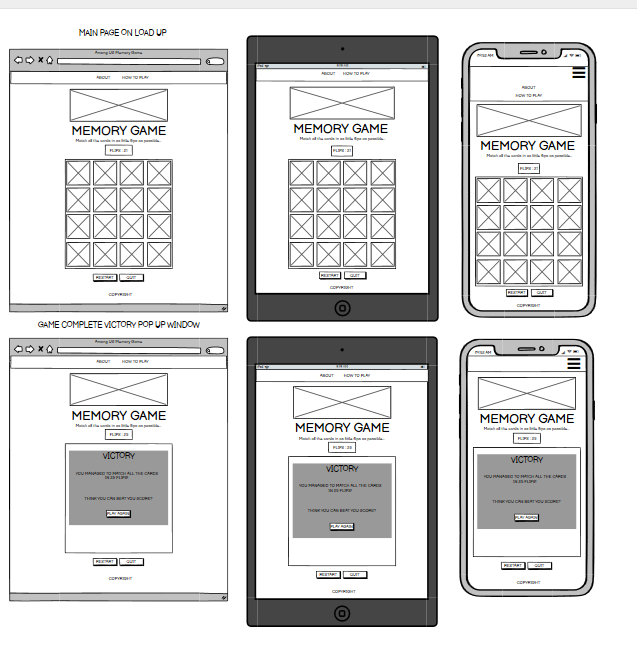 MAIN PAGE ON LOAD UP
Among US Memory Game
ABOUT HOW TO PLAY
MEMORY GAME
Match all the cards in as little flips as possible.
FLIPS : 21
RESTART QUIT
COPYRIGHT
iPad
ABOUT HOW TO PLAY
MEMORY GAME
Match all the cards in as little flips as possible.
FLIPS : 21
RESTART QUIT
COPYRIGHT
ABOUT
HOW TO PLAY
MEMORY GAME
Match all the cards in as little flips as possible.
FLIPS : 21
RESTART QUIT
COPYRIGHT
GAME COMPLETE VICTORY POP UP WINDOW
Among US Memory Game
ABOUT HOW TO PLAY
MEMORY GAME
Match all the cards in as little flips as possible.
FLIPS : 25
VICTORY
YOU MANAGED TO MATCH ALL THE CARDS
IN 25 FLIPS!
THINK YOU CAN BEAT YOU SCORE?
PLAY AGAIN
RESTART QUIT
COPYRIGHT
iPad
ABOUT HOW TO PLAY
MEMORY GAME
Match all the cards in as little flips as possible.
FLIPS : 25
VICTORY
YOU MANAGED TO MATCH ALL THE CARDS
IN 25 FLIPS!
THINK YOU CAN BEAT YOU SCORE?
PLAY AGAIN
RESTART QUIT
COPYRIGHT
MEMORY GAME
Match all the cards in as little flips as possible.
FLIPS : 25
VICTORY
YOU MANAGED TO MATCH ALL THE CARDS
IN 25 FLIPS!
THINK YOU CAN BEAT YOU SCORE?
PLAY AGAIN
RESTART QUIT
COPYRIGHT